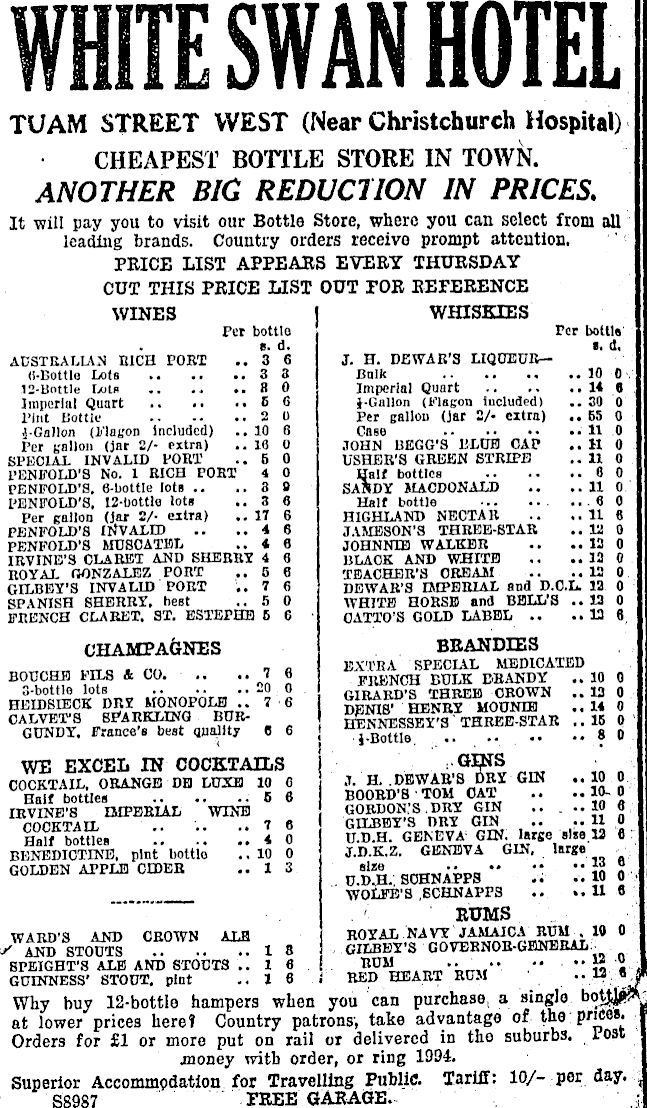 WHITE SWAN HOTEL
TUAM STREET WEST (Near Christchurch Hospital)
CHEAPEST BOTTLE STORE IN TOWN.
ANOTHER BIG REDUCTION IN PRICES.
It will pay you to visit our Bottle Store, where you can select from all
leading brands. Country orders receive prompt attention.
PRICE LIST APPEARS EVERY THURSDAY
CUT THIS PRICE LIST OUT FOR REFERENCE
WINES
Per bottle
s. d.
AUSTRALIAN RICH PORT .. 3 6
6-Bottle Lots .. .. .. 3 3
12-Bottle Lots .. .. .. 3 0
Imperial Quart .. .. .. 5 6
Pint Bottle .. .. .. 2 0
½-Gallon (Flagon included) .. 10 6
Per gallon (jar 2/- extra) .. 16 0
SPECIAL INVALID PORT .. 5 0
PENFOLD'S No. 1 RICH PORT 4 0
PENFOLD'S, 6-bottle lots .. .. 3 9
PENFOLD'S, 12-bottle lots .. 3 6
Per gallon (jar 2/- extra) .. 17 6
PENFOLD'S INVALID .. .. 4 6
PENFOLD'S MUSCATEL .. .. 4 6
IRVINE'S CLARET AND SHERRY 4 6
ROYAL GONZALEZ PORT .. 5 6
GILBEY'S INVALID PORT .. 7 6
SPANISH SHERRY, best .. 5 0
FRENCH CLARET, ST. ESTEPHE 5 6
CHAMPAGNES
BOUCHE FILS & CO. .. .. 7 6
3-bottle lots .. .. .. 20 0
HEIDSIECK DRY MONOPOLE .. 7 6
CALVET'S SPARKLING BUR-
GUNDY, France's best quality 6 6
WE EXCEL IN COCKTAILS
COCKTAIL, ORANGE DE LUXE 10 6
Half bottles .. .. .. 5 6
IRVINE'S IMPERIAL WINE
COCKTAIL .. .. .. 7 6
Half bottles .. .. .. 4 0
BENEDICTINE, pint bottle .. 10 0
GOLDEN APPLE CIDER .. .. 1 3
WARD'S AND CROWN ALE
AND STOUTS .. .. .. 1 3
SPEIGHT'S ALE AND STOUTS .. 1 6
GUINNESS' STOUT, pint .. 1 6
WHISKIES
Per bottle
s. d.
J. H. DEWAR'S LIQUEUR—
Bulk .. .. .. .. 10 0
Imperial Quart .. .. .. 14 6
½-Gallon (Flagon included) .. 30 0
Per gallon (jar 2/- extra) .. 55 0
Case .. .. .. .. 11 0
JOHN BEGG'S BLUE CAP .. 11 0
USHER'S GREEN STRIPE .. 11 0
Half bottles .. .. .. 6 0
SANDY MACDONALD .. .. 11 0
Half bottle ... ... .. 6 0
HIGHLAND NECTAR .. .. 11 6
JAMESON'S THREE-STAR .. 12 0
JOHNNIE WALKER .. .. 12 0
BLACK AND WHITE .. .. 12 0
TEACHER'S CREAM .. .. 12 0
DEWAR'S IMPERIAL and D.C.L. 12 0
WHITE HORSE and BELL'S .. 12 0
CATTO'S GOLD LABEL .. .. 12 6
BRANDIES
EXTRA SPECIAL MEDICATED
FRENCH BULK BRANDY .. 10 0
GIRARD'S THREE CROWN .. 12 0
DENIS' HENRY MOUNIE .. 14 0
HENNESSEY'S THREE-STAR .. 15 0
½-Bottle .. .. .. .. 8 0
GINS
J. H. DEWAR'S DRY GIN .. 10 0
BOORD'S TOM CAT .. .. 10 0
GORDON'S DRY GIN .. .. 10 6
GILBEY'S DRY GIN .. .. 11 0
U.D.H. GENEVA GIN, large size 12 6
J.D.K.Z. GENEVA GIN, large
size .. .. .. .. 13 6
U.D.H. SCHNAPPS .. .. 10 0
WOLFE'S SCHNAPPS .. .. 11 6
RUMS
ROYAL NAVY JAMAICA RUM . 10 0
GILBEY'S GOVERNOR-GENERAL
RUM .. .. .. .. 12 0
RED HEART RUM .. .. 12 6
Why buy 12-bottle hampers when you can purchase a single bottle
at lower prices here? Country patrons, take advantage of the prices.
Orders for £1 or more put on rail or delivered in the suburbs. Post
money with order, or ring 1994.
Superior Accommodation for Travelling Public. Tariff: 10/- per day.
S8987 FREE GARAGE.